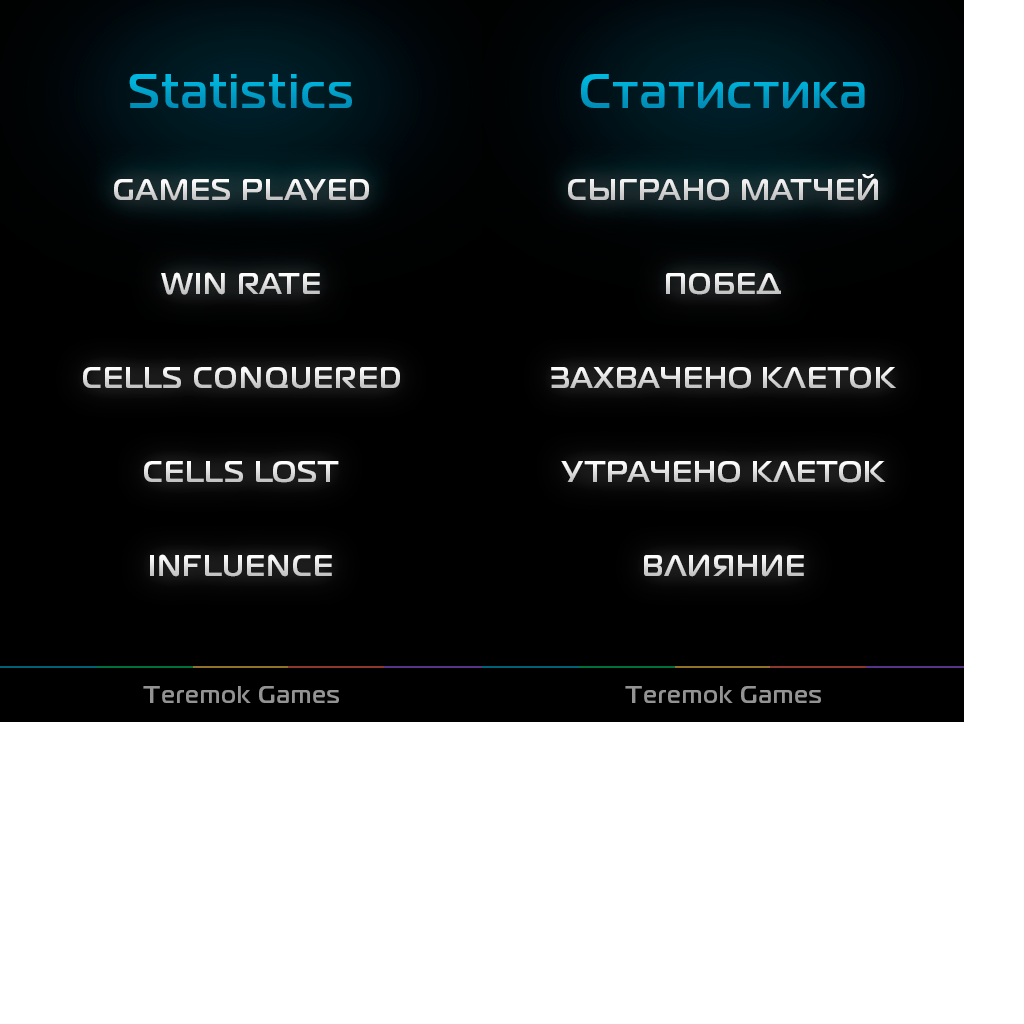 Statistics
GAMES PLAYED
WIN RATE
CELLS CONQUERED
CELLS LOST
INFLUENCE
Teremok Games
Статистика
СЫГРАНО МАТЧЕЙ
ПОБЕД
ЗАХВАЧЕНО КЛЕТОК
УТРАЧЕНО КЛЕТОК
ВЛИЯНИЕ
Teremok Games